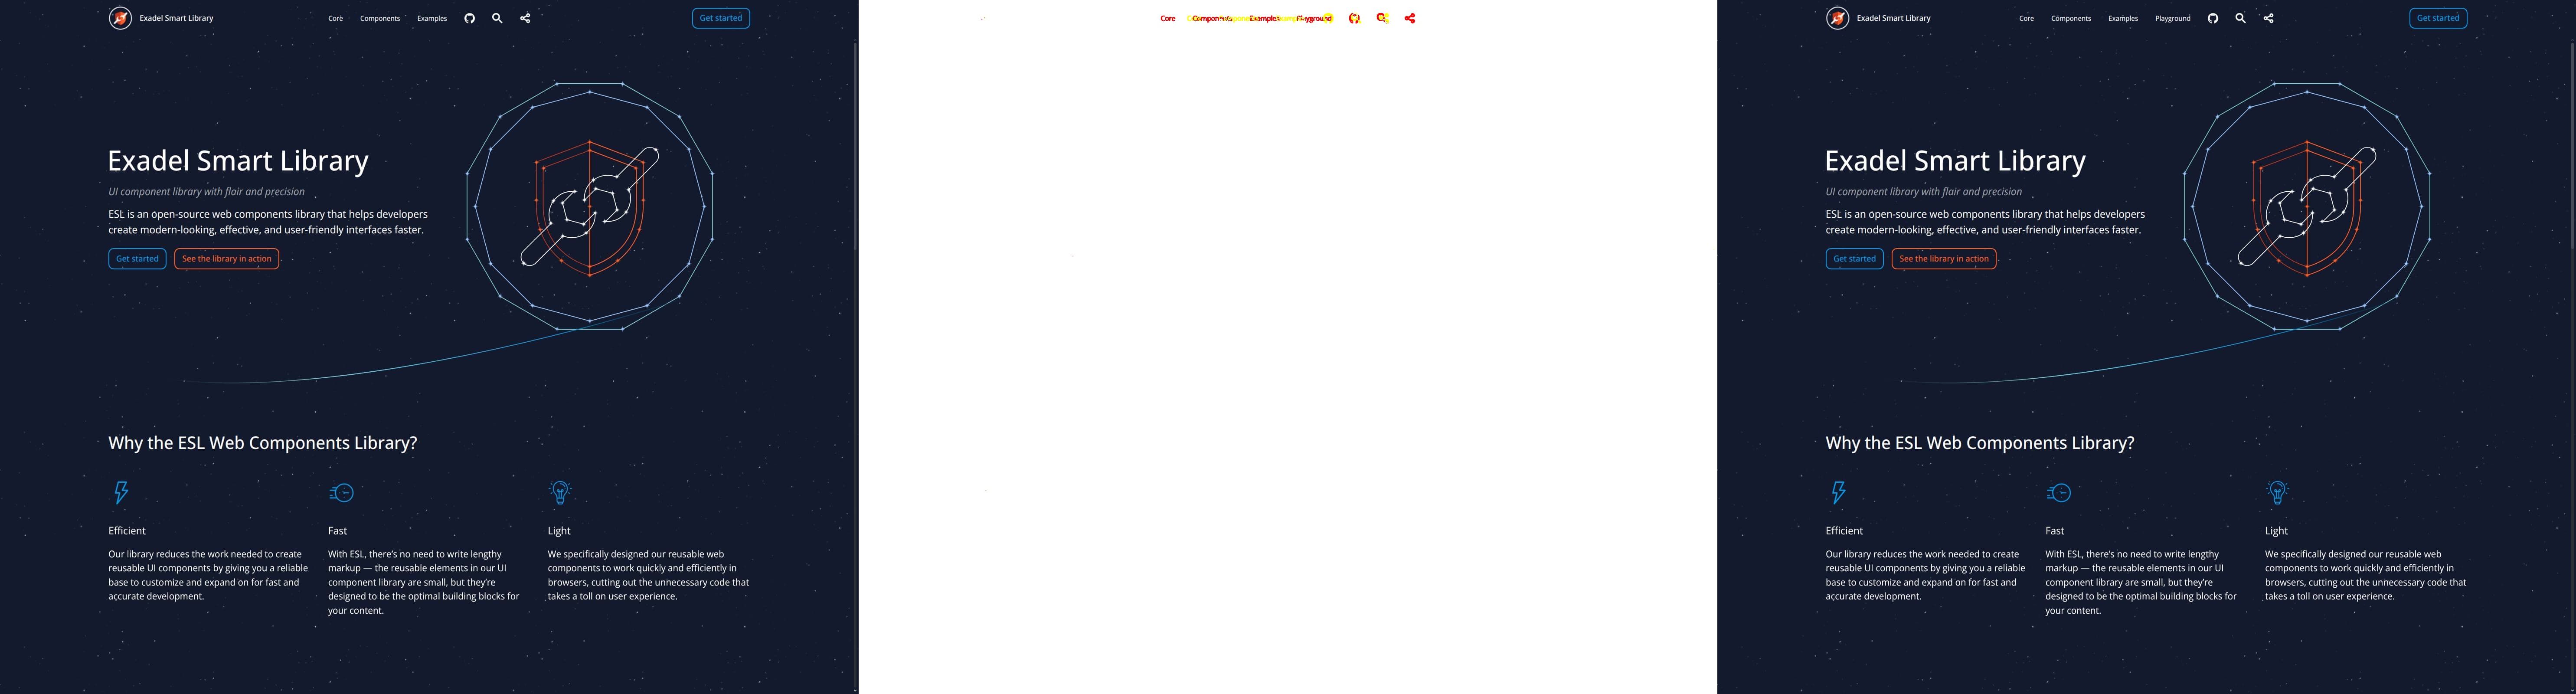 Exadel Smart Library
Core Components Examples
Get started
Exadel Smart Library
UI component library with flair and precision
ESL is an open-source web components library that helps developers
create modern-looking, effective, and user-friendly interfaces faster.
Get started See the library in action
Why the ESL Web Components Library?
Efficient
Our library reduces the work needed to create
reusable UI components by giving you a reliable
base to customize and expand on for fast and
accurate development.
Fast
With ESL, there's no need to write lengthy
markup — the reusable elements in our UI
component library are small, but they're
designed to be the optimal building blocks for
your content.
Light
We specifically designed our reusable web
components to work quickly and efficiently in
browsers, cutting out the unnecessary code that
takes a toll on user experience.
Core Components Examples Playground
Exadel Smart Library
Core Components Examples Playground
Get started
Exadel Smart Library
UI component library with flair and precision
ESL is an open-source web components library that helps developers
create modern-looking, effective, and user-friendly interfaces faster.
Get started See the library in action
Why the ESL Web Components Library?
Efficient
Our library reduces the work needed to create
reusable UI components by giving you a reliable
base to customize and expand on for fast and
accurate development.
Fast
With ESL, there's no need to write lengthy
markup — the reusable elements in our UI
component library are small, but they're
designed to be the optimal building blocks for
your content.
Light
We specifically designed our reusable web
components to work quickly and efficiently in
browsers, cutting out the unnecessary code that
takes a toll on user experience.